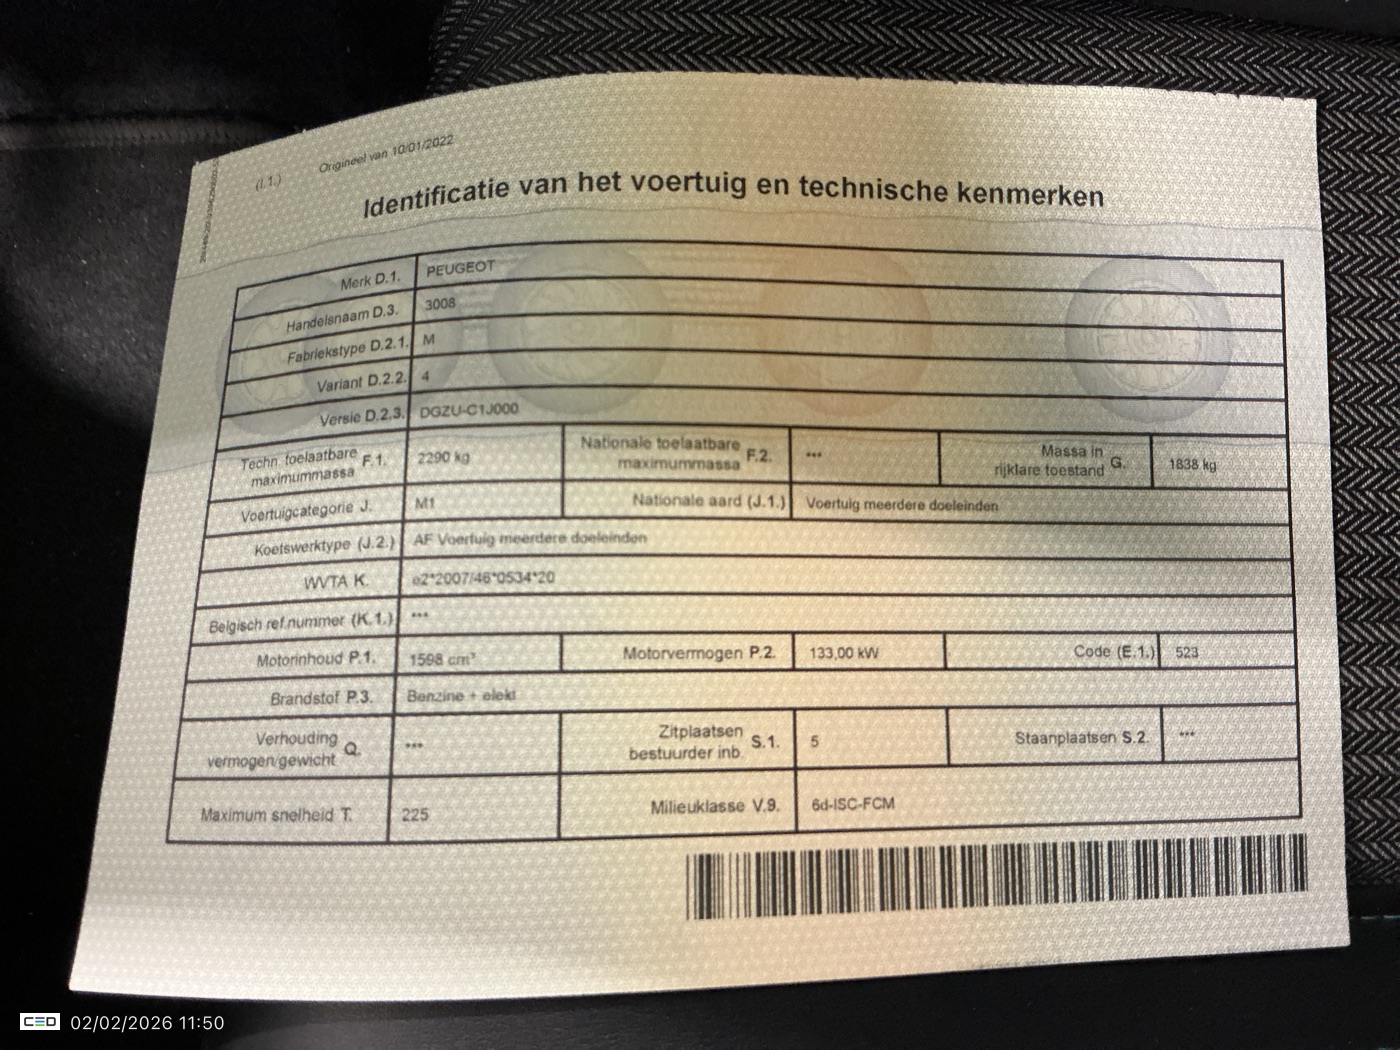 (I.1.) Origineel van 10/01/2022
Identificatie van het voertuig en technische kenmerken
Merk D.1. PEUGEOT
Handelsnaam D.3. 3008
Fabriekstype D.2.1. M
Variant D.2.2. 4
Versie D.2.3. DGZU-C1J000
Techn. toelaatbare maximummassa F.1. 2290 kg Nationale toelaatbare maximummassa F.2. *** Massa in rijklare toestand G. 1838 kg
Voertuigcategorie J. M1 Nationale aard (J.1.) Voertuig meerdere doeleinden
Koetswerktype (J.2.) AF Voertuig meerdere doeleinden
WVTA K. e2*2007/46*0534*20
Belgisch ref.nummer (K.1.) ***
Motorinhoud P.1. 1598 cm³ Motorvermogen P.2. 133,00 kW Code (E.1.) 523
Brandstof P.3. Benzine + elekt
Verhouding vermogen/gewicht Q. *** Zitplaatsen bestuurder inb. S.1. 5 Staanplaatsen S.2. ***
Maximum snelheid T. 225 Milieuklasse V.9. 6d-ISC-FCM
CED 02/02/2026 11:50